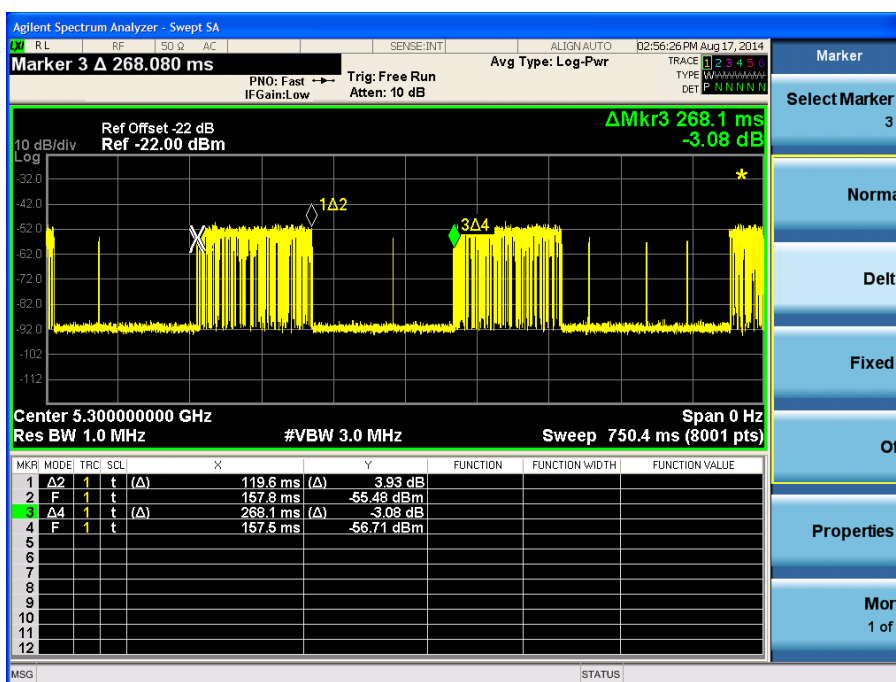 Agilent Spectrum Analyzer - Swept SA
LXI RL RF 50 Ω AC SENSE:INT ALIGN AUTO 02:56:26 PM Aug 17, 2014
Marker 3 Δ 268.080 ms
PNO: Fast
IFGain:Low
Trig: Free Run
Atten: 10 dB
Avg Type: Log-Pwr
TRACE 1 2 3 4 5 6
TYPE W
DET P N N N N N
Marker
Select Marker
3
Norma
Delt
Fixed
Of
Properties
Mor
1 of
ΔMkr3 268.1 ms
-3.08 dB
Ref Offset -22 dB
10 dB/div Ref -22.00 dBm
Log
-32.0
-42.0
-52.0
-62.0
-72.0
-82.0
-92.0
-102
-112
1Δ2
X
3Δ4
*
Center 5.300000000 GHz Span 0 Hz
Res BW 1.0 MHz #VBW 3.0 MHz Sweep 750.4 ms (8001 pts)
MKR MODE TRC SCL X Y FUNCTION FUNCTION WIDTH FUNCTION VALUE
1 Δ2 1 t (Δ) 119.6 ms (Δ) 3.93 dB
2 F 1 t 157.8 ms -55.48 dBm
3 Δ4 1 t (Δ) 268.1 ms (Δ) -3.08 dB
4 F 1 t 157.5 ms -56.71 dBm
5
6
7
8
9
10
11
12
MSG STATUS